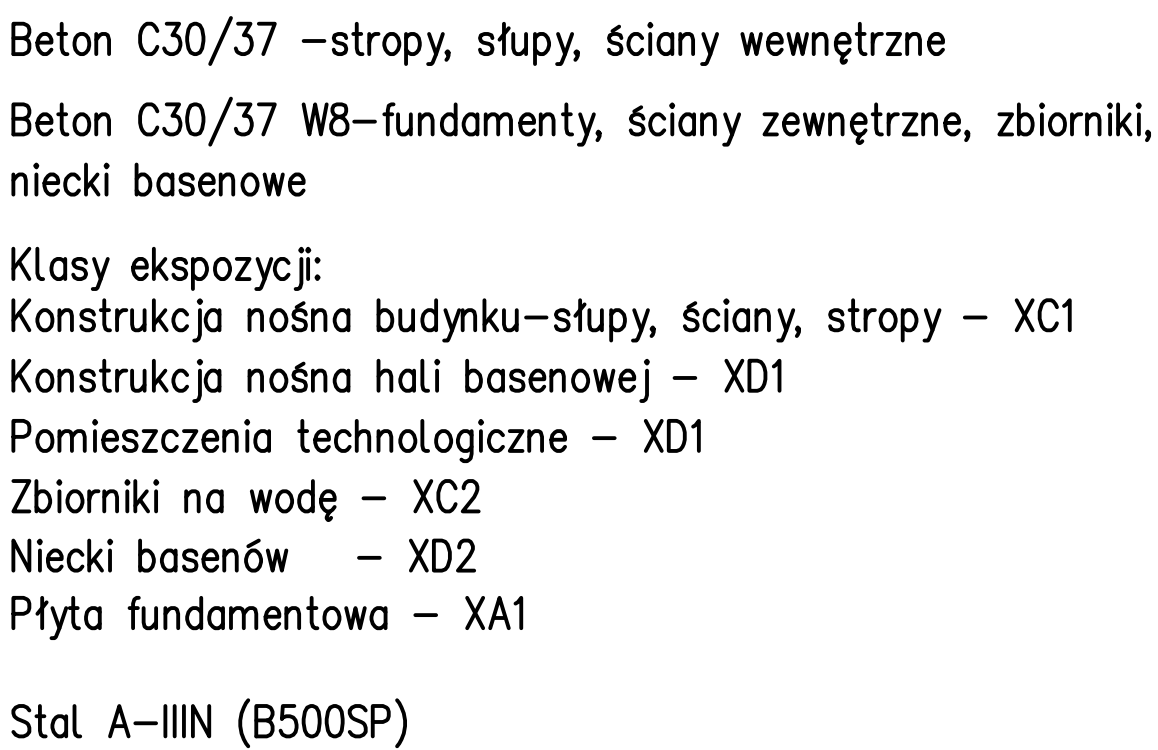 Beton C30/37 –stropy, słupy, ściany wewnętrzne
Beton C30/37 W8–fundamenty, ściany zewnętrzne, zbiorniki,
niecki basenowe
Klasy ekspozycji:
Konstrukcja nośna budynku–słupy, ściany, stropy – XC1
Konstrukcja nośna hali basenowej – XD1
Pomieszczenia technologiczne – XD1
Zbiorniki na wodę – XC2
Niecki basenów – XD2
Płyta fundamentowa – XA1
Stal A–IIIN (B500SP)